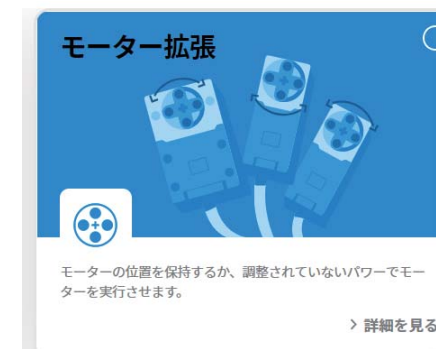 モーター拡張
モーターの位置を保持するか、調整されていないパワーでモー
ターを実行させます。
> 詳細を見る